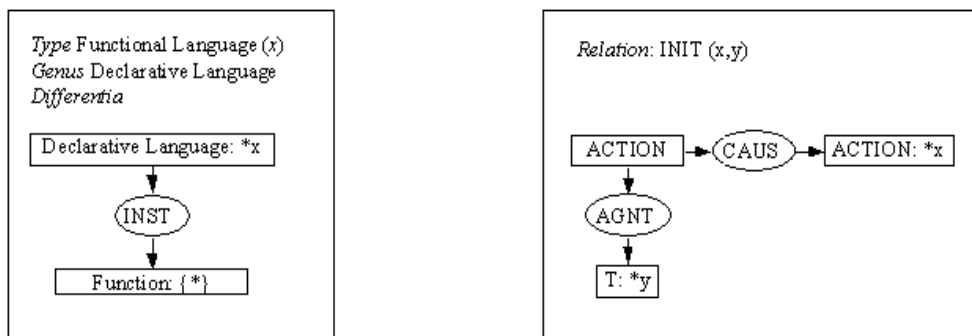 Type Functional Language (x)
Genus Declarative Language
Differentia
Declarative Language: *x
INST
Function: {*}
Relation: INIT (x,y)
ACTION CAUS ACTION: *x
AGNT
T: *y